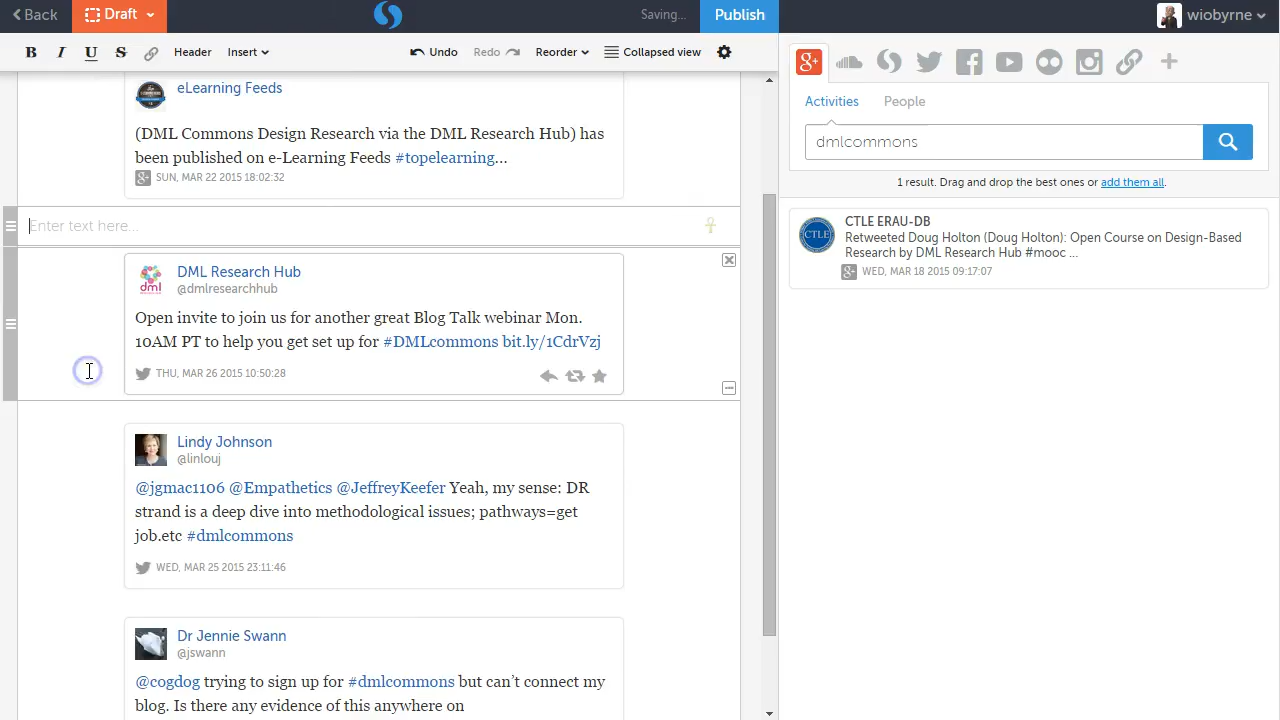 Back
Draft
Saving...
Publish
wiobyrne
B I U S Header Insert Undo Redo Reorder Collapsed view
eLearning Feeds
(DML Commons Design Research via the DML Research Hub) has
been published on e-Learning Feeds #topelearning...
SUN, MAR 22 2015 18:02:32
Enter text here...
DML Research Hub
@dmlresearchhub
Open invite to join us for another great Blog Talk webinar Mon.
10AM PT to help you get set up for #DMLcommons bit.ly/1CdrVzj
THU, MAR 26 2015 10:50:28
Lindy Johnson
@linlouj
@jgmac1106 @Empathetics @JeffreyKeefer Yeah, my sense: DR
strand is a deep dive into methodological issues; pathways=get
job.etc #dmlcommons
WED, MAR 25 2015 23:11:46
Dr Jennie Swann
@jswann
@cogdog trying to sign up for #dmlcommons but can't connect my
blog. Is there any evidence of this anywhere on
g+
Activities People
dmlcommons
1 result. Drag and drop the best ones or add them all.
CTLE
CTLE ERAU-DB
Retweeted Doug Holton (Doug Holton): Open Course on Design-Based
Research by DML Research Hub #mooc ...
WED, MAR 18 2015 09:17:07